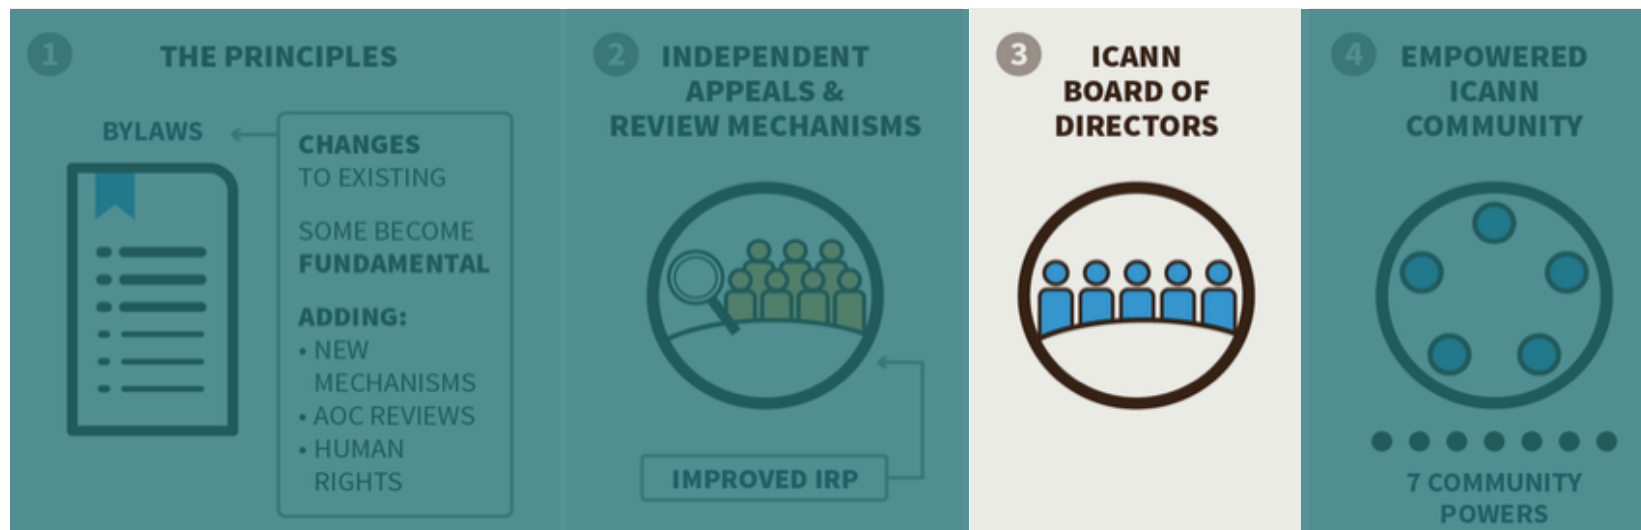 1
THE PRINCIPLES
BYLAWS
CHANGES
TO EXISTING
SOME BECOME
FUNDAMENTAL
ADDING:
• NEW
MECHANISMS
• AOC REVIEWS
• HUMAN
RIGHTS
2
INDEPENDENT
APPEALS &
REVIEW MECHANISMS
IMPROVED IRP
3
ICANN
BOARD OF
DIRECTORS
4
EMPOWERED
ICANN
COMMUNITY
7 COMMUNITY
POWERS